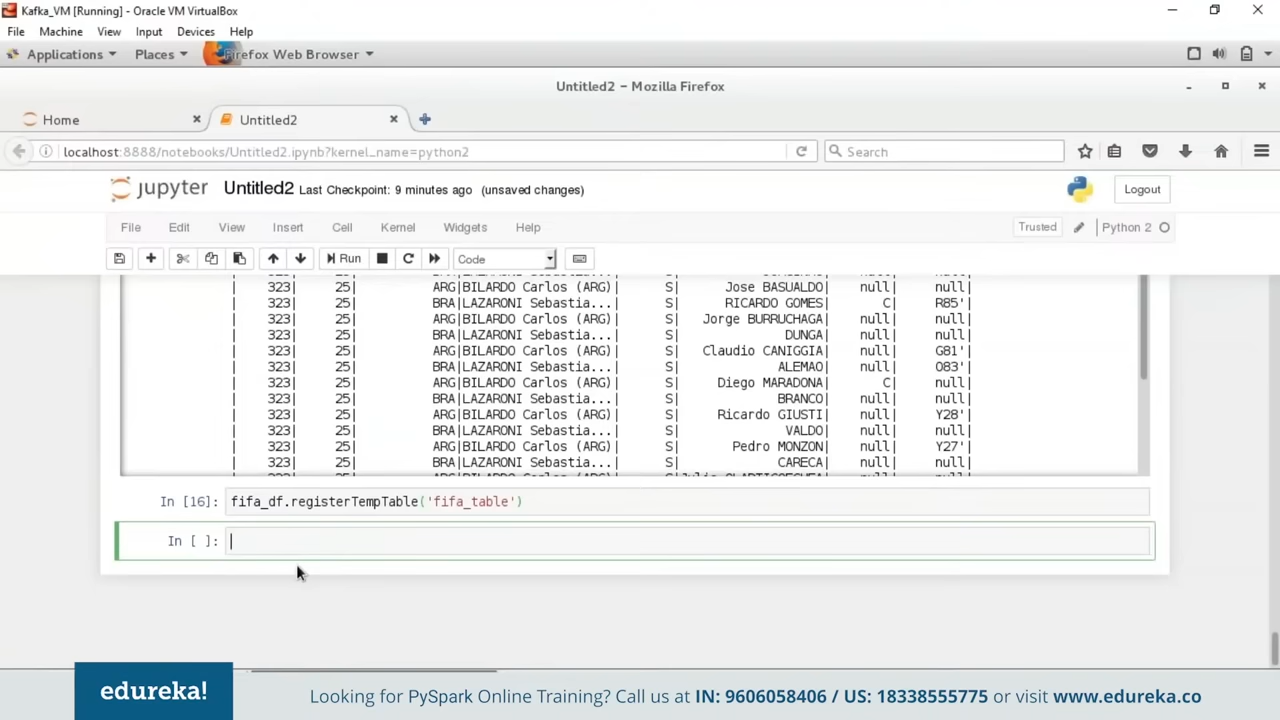 Kafka_VM [Running] - Oracle VM VirtualBox
File Machine View Input Devices Help
Applications Places Firefox Web Browser
Untitled2 – Mozilla Firefox
Home Untitled2
localhost:8888/notebooks/Untitled2.ipynb?kernel_name=python2 Search
jupyter Untitled2 Last Checkpoint: 9 minutes ago (unsaved changes) Logout
File Edit View Insert Cell Kernel Widgets Help Trusted Python 2
Run Code
| 323| 25| ARG|BILARDO Carlos (ARG)| S| Jose BASUALDO| null| null|
| 323| 25| BRA|LAZARONI Sebastia...| S| RICARDO GOMES| C| R85'|
| 323| 25| ARG|BILARDO Carlos (ARG)| S| Jorge BURRUCHAGA| null| null|
| 323| 25| BRA|LAZARONI Sebastia...| S| DUNGA| null| null|
| 323| 25| ARG|BILARDO Carlos (ARG)| S| Claudio CANIGGIA| null| G81'|
| 323| 25| BRA|LAZARONI Sebastia...| S| ALEMAO| null| O83'|
| 323| 25| ARG|BILARDO Carlos (ARG)| S| Diego MARADONA| C| null|
| 323| 25| BRA|LAZARONI Sebastia...| S| BRANCO| null| null|
| 323| 25| ARG|BILARDO Carlos (ARG)| S| Ricardo GIUSTI| null| Y28'|
| 323| 25| BRA|LAZARONI Sebastia...| S| VALDO| null| null|
| 323| 25| ARG|BILARDO Carlos (ARG)| S| Pedro MONZON| null| Y27'|
| 323| 25| BRA|LAZARONI Sebastia...| S| CARECA| null| null|
In [16]: fifa_df.registerTempTable('fifa_table')
In [ ]:
edureka! Looking for PySpark Online Training? Call us at IN: 9606058406 / US: 18338555775 or visit www.edureka.co